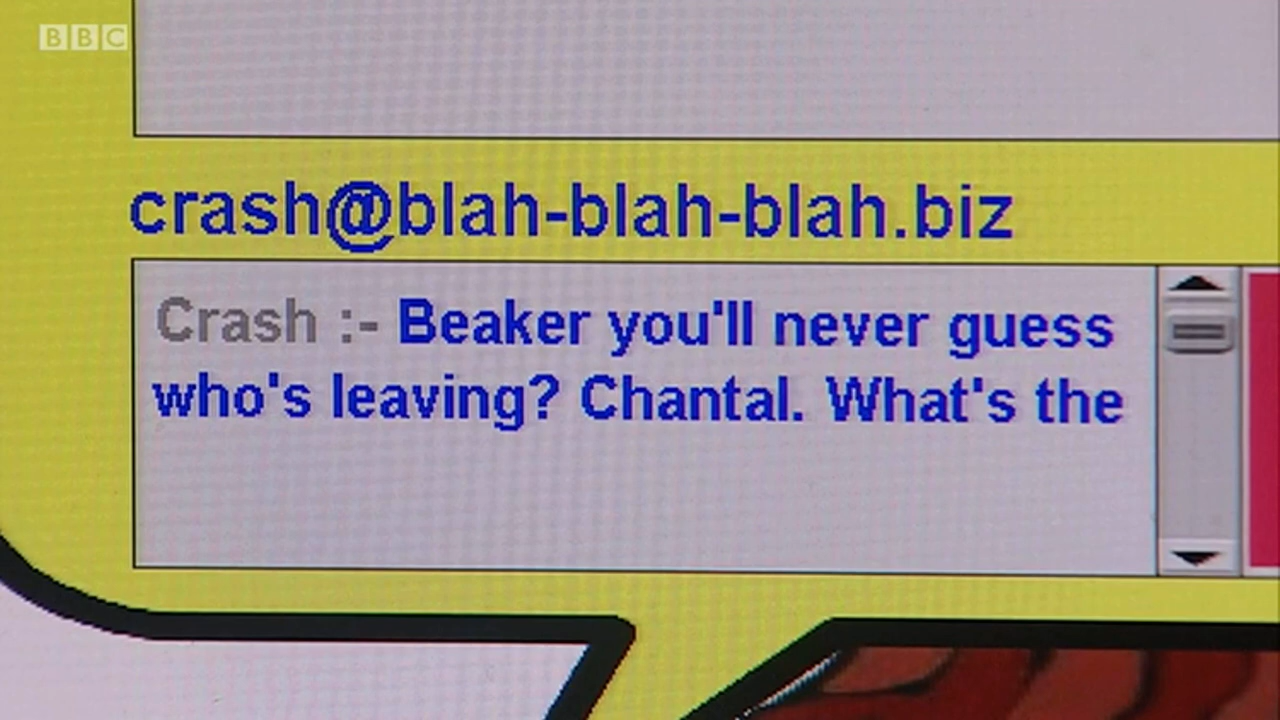 BBC
crash@blah-blah-blah.biz
Crash :- Beaker you'll never guess
who's leaving? Chantal. What's the